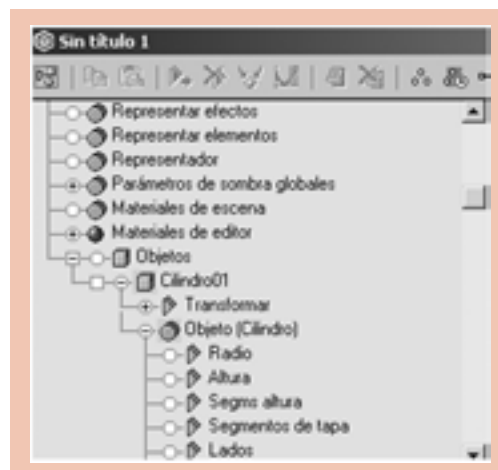 Sin título 1
Representar efectos
Representar elementos
Representador
Parámetros de sombra globales
Materiales de escena
Materiales de editor
Objetos
Cilindro01
Transformar
Objeto (Cilindro)
Radio
Altura
Segms altura
Segmentos de tapa
Lados